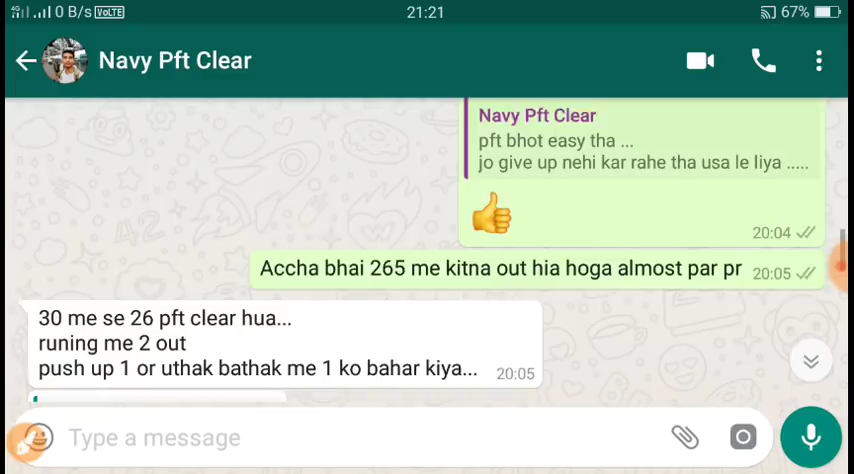 4G 0 B/s VoLTE 21:21 67%
Navy Pft Clear
Navy Pft Clear
pft bhot easy tha ...
jo give up nehi kar rahe tha usa le liya .....
20:04
Accha bhai 265 me kitna out hia hoga almost par pr 20:05
30 me se 26 pft clear hua...
runing me 2 out
push up 1 or uthak bathak me 1 ko bahar kiya... 20:05
Type a message